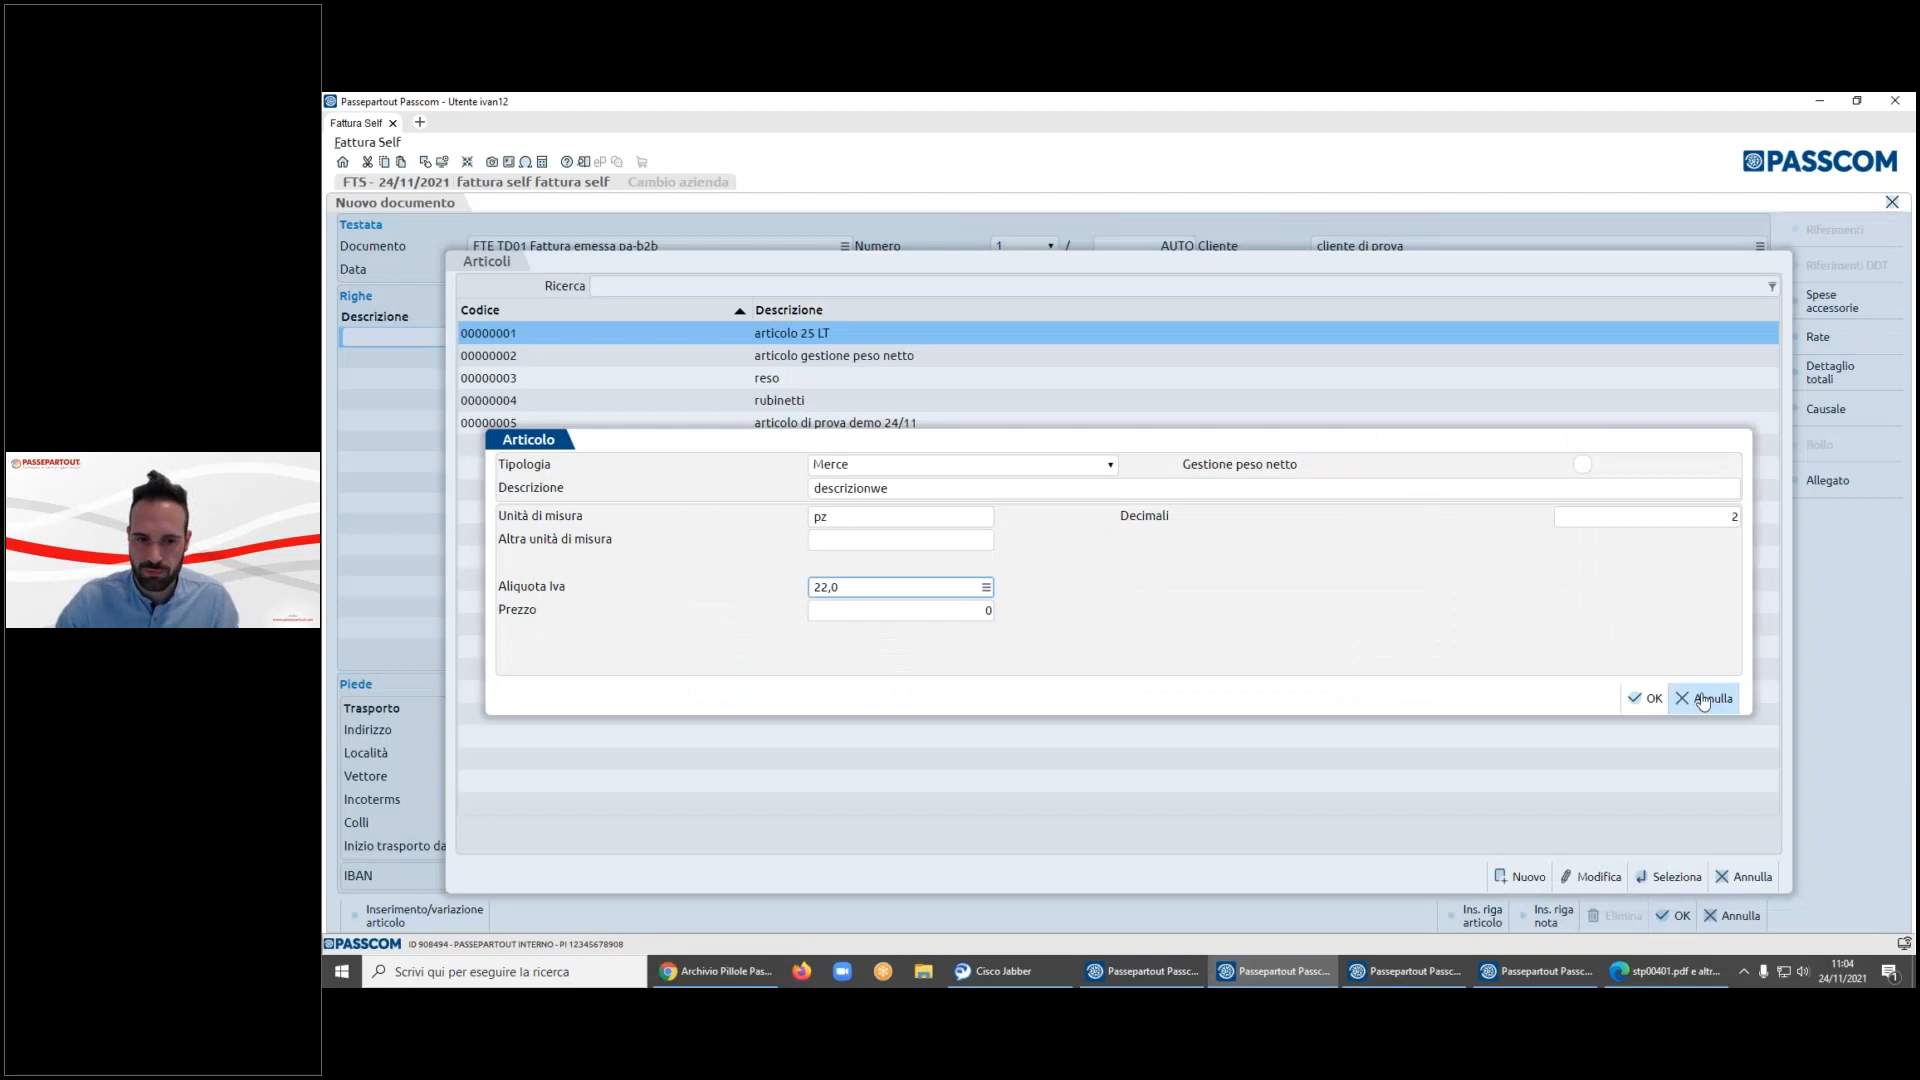 Passepartout Passcom - Utente ivan12
Fattura Self
Fattura Self
PASSCOM
FTS - 24/11/2021 fattura self fattura self Cambio azienda
Nuovo documento
Testata
Documento FTE TD01 Fattura emessa pa-b2b Numero 1 / AUTO Cliente cliente di prova
Data
Righe
Descrizione
Riferimenti
Riferimenti DDT
Spese
accessorie
Rate
Dettaglio
totali
Causale
Bollo
Allegato
Articoli
Ricerca
Codice Descrizione
00000001 articolo 25 LT
00000002 articolo gestione peso netto
00000003 reso
00000004 rubinetti
00000005 articolo di prova demo 24/11
Articolo
Tipologia Merce Gestione peso netto
Descrizione descrizionwe
Unità di misura pz Decimali 2
Altra unità di misura
Aliquota Iva 22,0
Prezzo 0
OK Annulla
PASSEPARTOUT
Piede
Trasporto
Indirizzo
Località
Vettore
Incoterms
Colli
Inizio trasporto da
IBAN
Nuovo Modifica Seleziona Annulla
Inserimento/variazione
articolo
Ins. riga
articolo
Ins. riga
nota
Elimina OK Annulla
PASSCOM ID 908494 - PASSEPARTOUT INTERNO - PI 12345678908
Scrivi qui per eseguire la ricerca
Archivio Pillole Pas...
Cisco Jabber
Passepartout Passc...
Passepartout Passc...
Passepartout Passc...
Passepartout Passc...
stp00401.pdf e altr...
11:04
24/11/2021
1